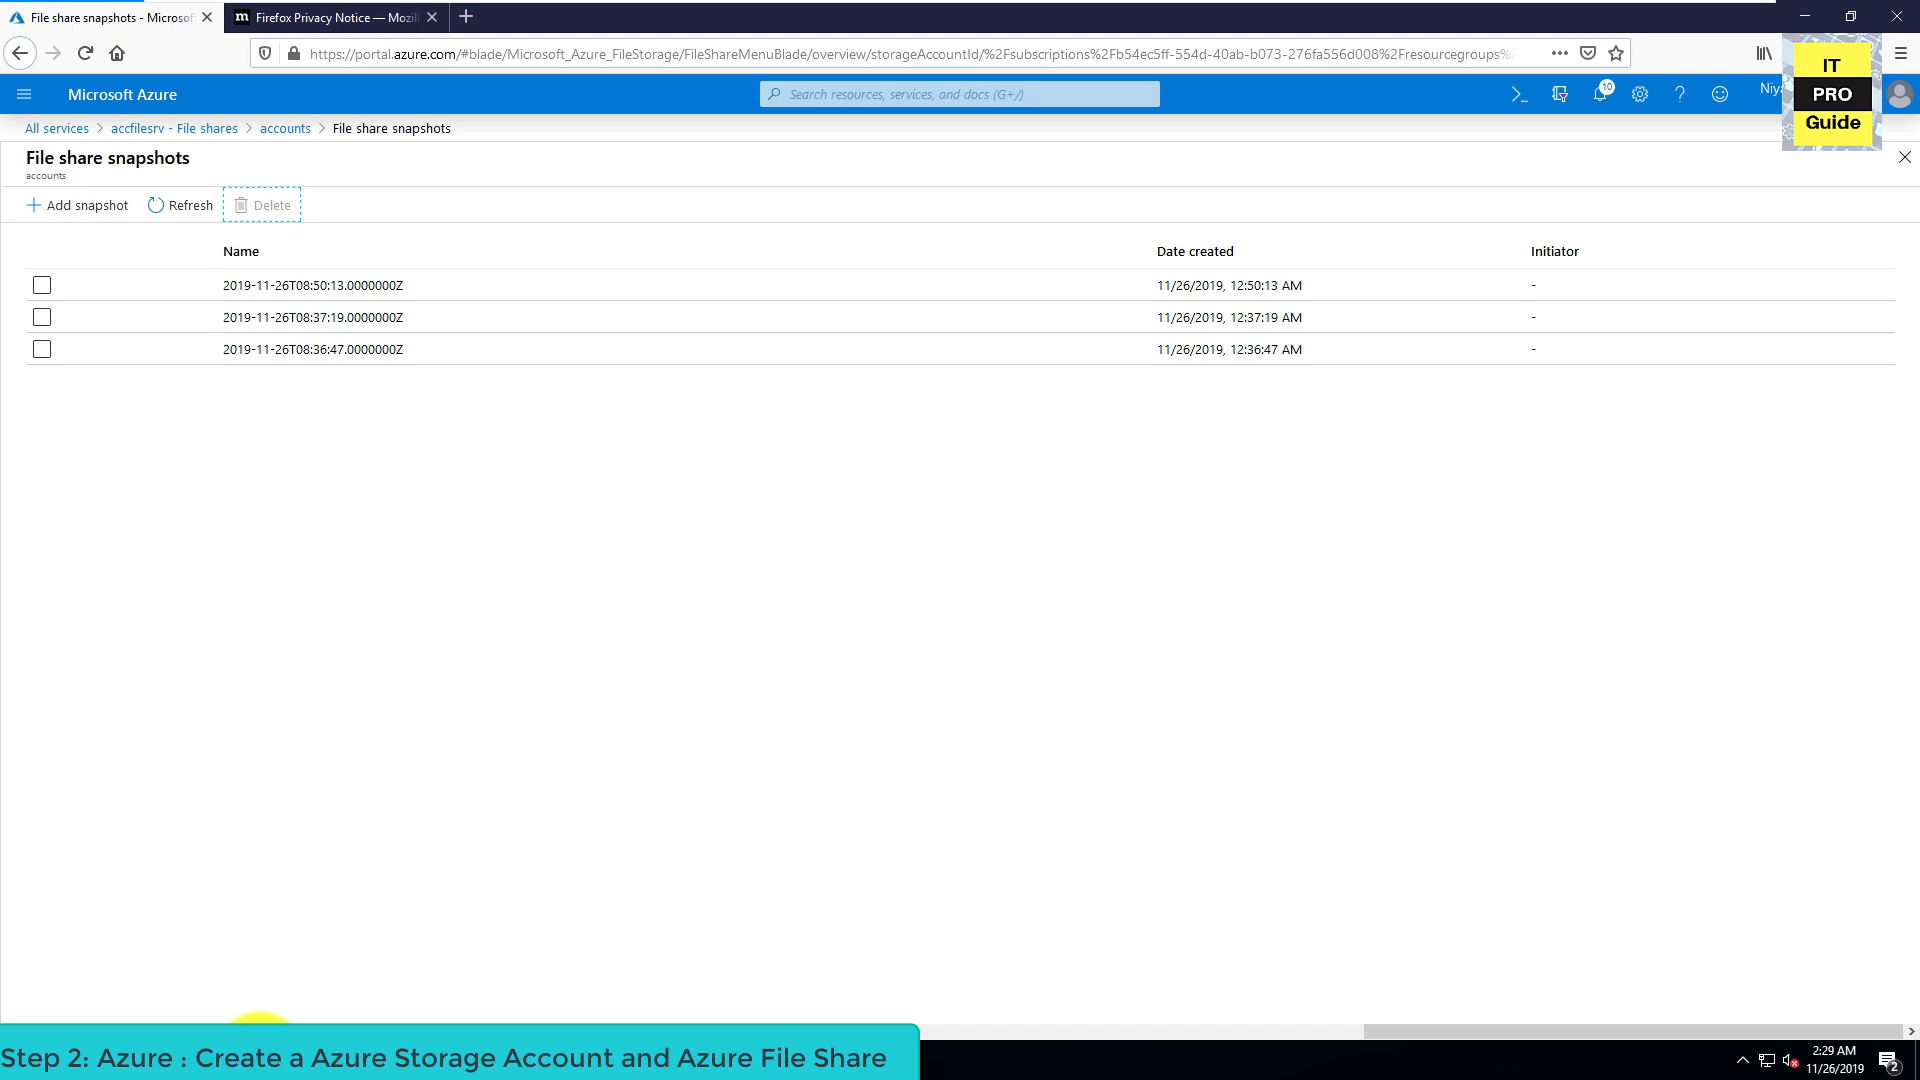 File share snapshots - Microsof
Firefox Privacy Notice — Mozil
https://portal.azure.com/#blade/Microsoft_Azure_FileStorage/FileShareMenuBlade/overview/storageAccountId/%2Fsubscriptions%2Fb54ec5ff-554d-40ab-b073-276fa556d008%2Fresourcegroups%
IT
PRO
Guide
Microsoft Azure
Search resources, services, and docs (G+/)
10
Niy
All services > accfilesrv - File shares > accounts > File share snapshots
File share snapshots
accounts
Add snapshot Refresh Delete
Name Date created Initiator
2019-11-26T08:50:13.0000000Z 11/26/2019, 12:50:13 AM -
2019-11-26T08:37:19.0000000Z 11/26/2019, 12:37:19 AM -
2019-11-26T08:36:47.0000000Z 11/26/2019, 12:36:47 AM -
Step 2: Azure : Create a Azure Storage Account and Azure File Share
2:29 AM
11/26/2019
2